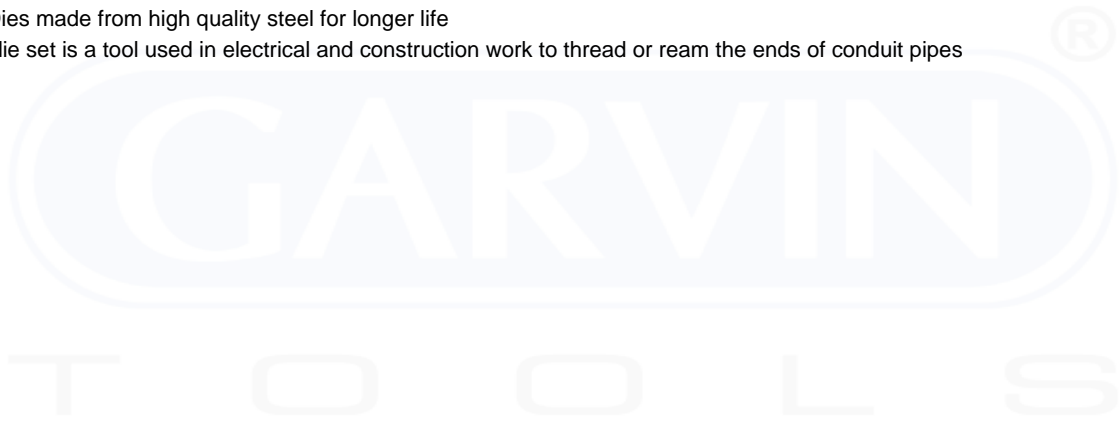 ies made from high quality steel for longer life
die set is a tool used in electrical and construction work to thread or ream the ends of conduit pipes
®
GARVIN
TOOLS